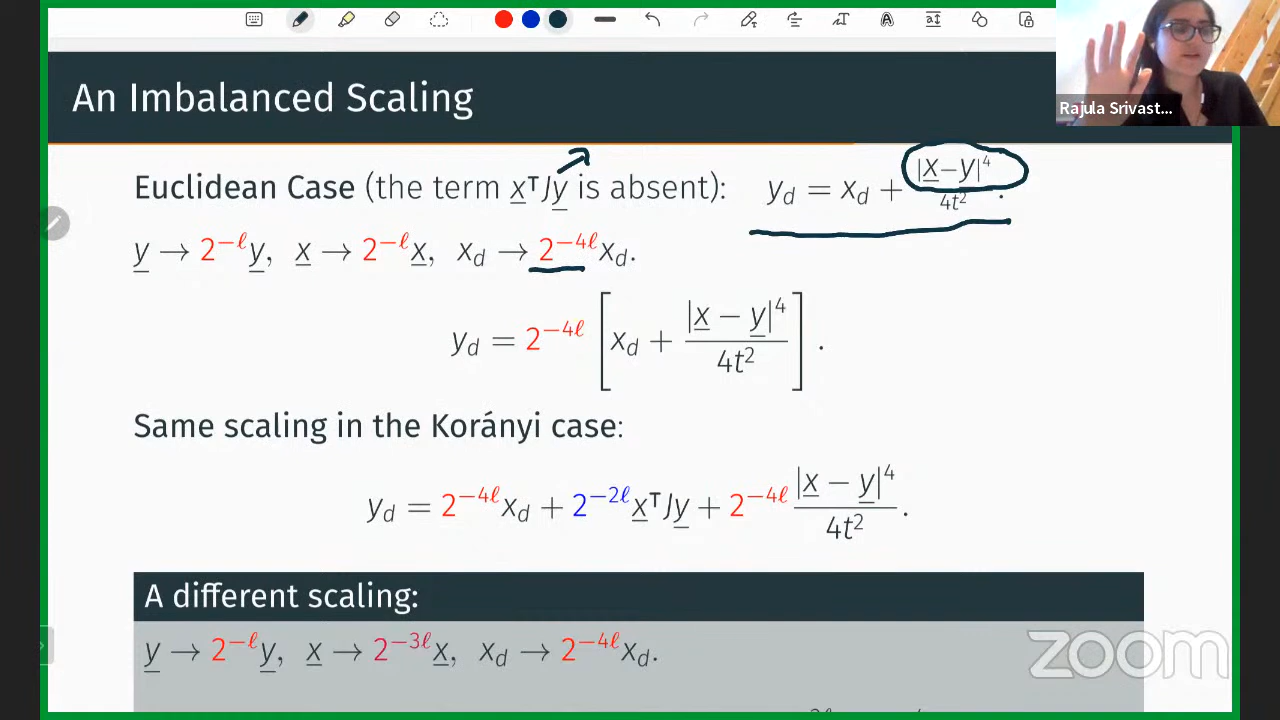 Rajula Srivast...
An Imbalanced Scaling
Euclidean Case (the term x̲ᵀJy̲ is absent): y_d = x_d + |x̲−y̲|⁴/4t².
y̲ → 2^{−ℓ}y̲, x̲ → 2^{−ℓ}x̲, x_d → 2^{−4ℓ}x_d.
y_d = 2^{−4ℓ} [x_d + |x̲ − y̲|⁴/4t²].
Same scaling in the Korányi case:
y_d = 2^{−4ℓ}x_d + 2^{−2ℓ}x̲ᵀJy̲ + 2^{−4ℓ} |x̲ − y̲|⁴/4t².
A different scaling:
y̲ → 2^{−ℓ}y̲, x̲ → 2^{−3ℓ}x̲, x_d → 2^{−4ℓ}x_d.
zoom